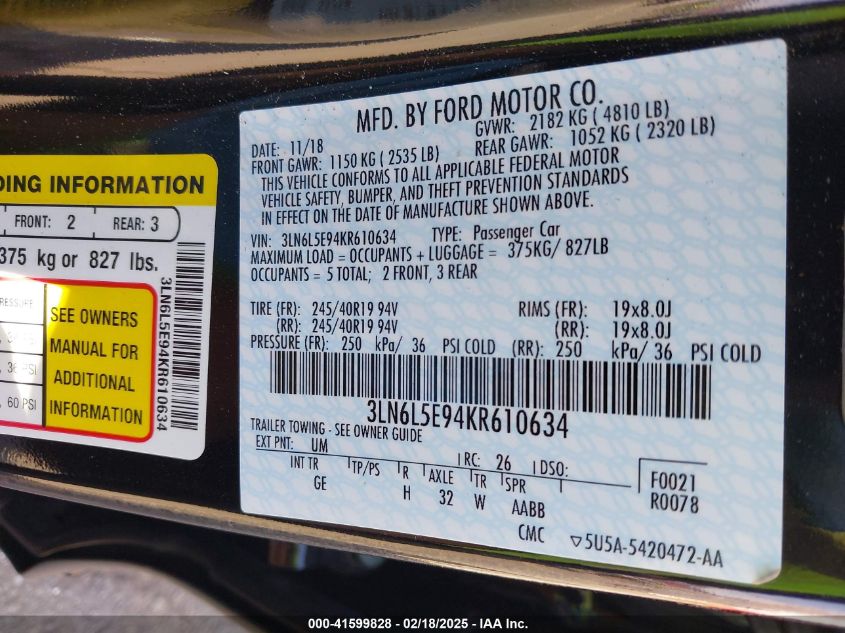 DING INFORMATION
FRONT: 2 REAR: 3
375 kg or 827 lbs.
SEE OWNERS
MANUAL FOR
ADDITIONAL
INFORMATION
60 PSI
3LN6L5E94KR610634
MFD. BY FORD MOTOR CO.
DATE: 11/18 GVWR: 2182 KG ( 4810 LB)
FRONT GAWR: 1150 KG ( 2535 LB) REAR GAWR: 1052 KG ( 2320 LB)
THIS VEHICLE CONFORMS TO ALL APPLICABLE FEDERAL MOTOR
VEHICLE SAFETY, BUMPER, AND THEFT PREVENTION STANDARDS
IN EFFECT ON THE DATE OF MANUFACTURE SHOWN ABOVE.
VIN: 3LN6L5E94KR610634 TYPE: Passenger Car
MAXIMUM LOAD = OCCUPANTS + LUGGAGE = 375KG/ 827LB
OCCUPANTS = 5 TOTAL; 2 FRONT, 3 REAR
TIRE (FR): 245/40R19 94V RIMS (FR): 19x8.0J
(RR): 245/40R19 94V (RR): 19x8.0J
PRESSURE (FR): 250 kPa/ 36 PSI COLD (RR): 250 kPa/ 36 PSI COLD
3LN6L5E94KR610634
TRAILER TOWING - SEE OWNER GUIDE
EXT PNT: UM RC: 26 DSO:
INT TR TP/PS R AXLE TR SPR
GE H 32 W AABB
CMC
F0021
R0078
▽5U5A-5420472-AA
000-41599828 - 02/18/2025 - IAA Inc.